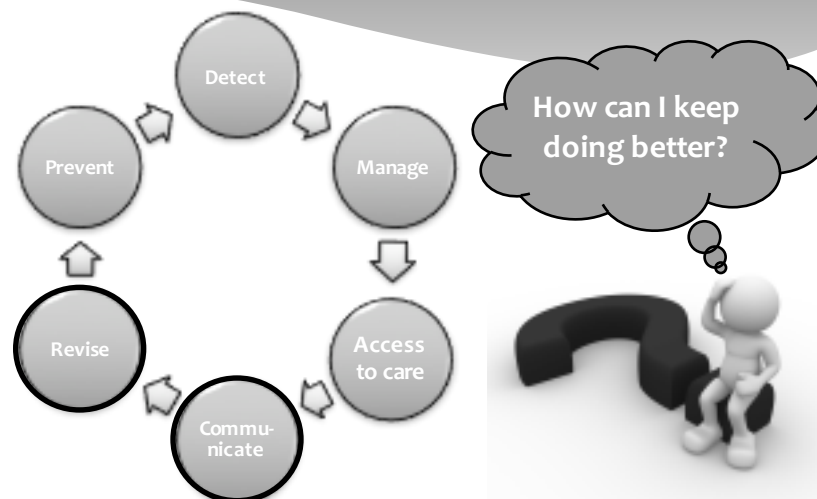 Detect
Prevent
Manage
Revise
Access
to care
Commu-
nicate
How can I keep
doing better?